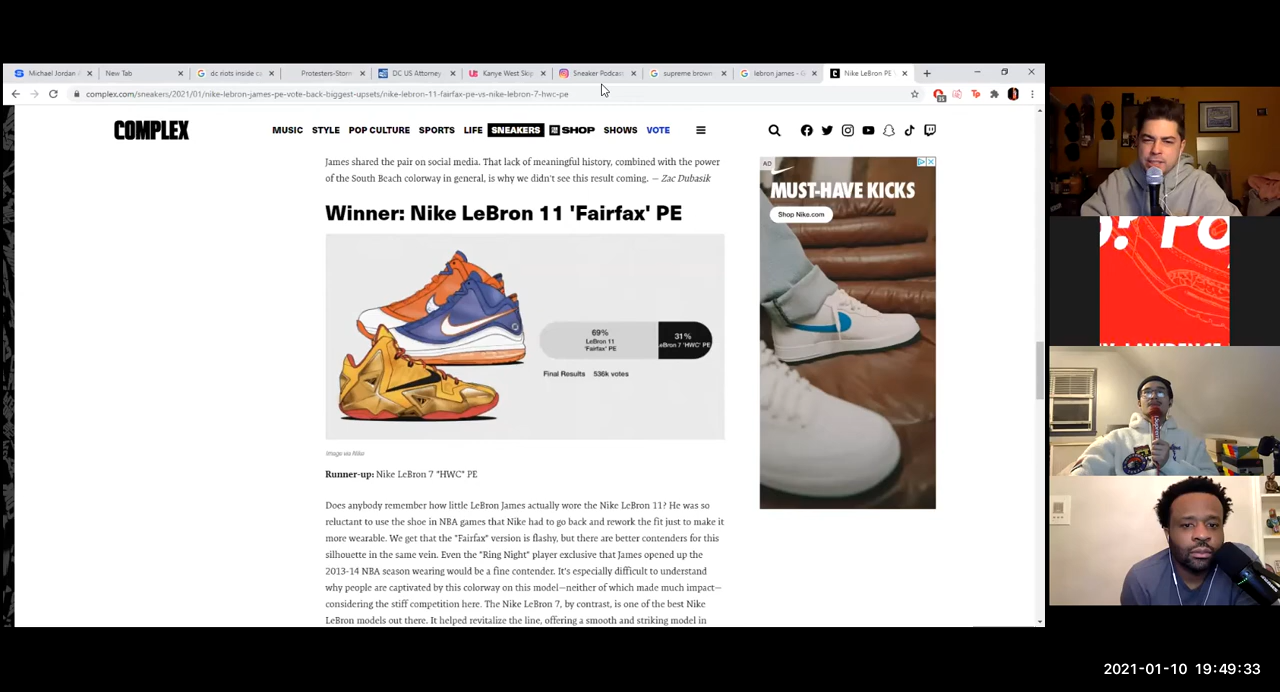 Michael Jordan
New Tab
dc riots inside ca
Protesters-Storm
DC US Attorney
Kanye West Skip
Sneaker Podcas
supreme brown
lebron james - G
Nike LeBron PE
complex.com/sneakers/2021/01/nike-lebron-james-pe-vote-back-biggest-upsets/nike-lebron-11-fairfax-pe-vs-nike-lebron-7-hwc-pe
COMPLEX
MUSIC STYLE POP CULTURE SPORTS LIFE SNEAKERS SHOP SHOWS VOTE
James shared the pair on social media. That lack of meaningful history, combined with the power
of the South Beach colorway in general, is why we didn't see this result coming. — Zac Dubasik
Winner: Nike LeBron 11 'Fairfax' PE
69%
LeBron 11
'Fairfax' PE
31%
LeBron 7 'HWC' PE
Final Results 536k votes
Image via Nike
Runner-up: Nike LeBron 7 "HWC" PE
Does anybody remember how little LeBron James actually wore the Nike LeBron 11? He was so
reluctant to use the shoe in NBA games that Nike had to go back and rework the fit just to make it
more wearable. We get that the "Fairfax" version is flashy, but there are better contenders for this
silhouette in the same vein. Even the "Ring Night" player exclusive that James opened up the
2013-14 NBA season wearing would be a fine contender. It's especially difficult to understand
why people are captivated by this colorway on this model—neither of which made much impact—
considering the stiff competition here. The Nike LeBron 7, by contrast, is one of the best Nike
LeBron models out there. It helped revitalize the line, offering a smooth and striking model in
AD
MUST-HAVE KICKS
Shop Nike.com
2021-01-10 19:49:33